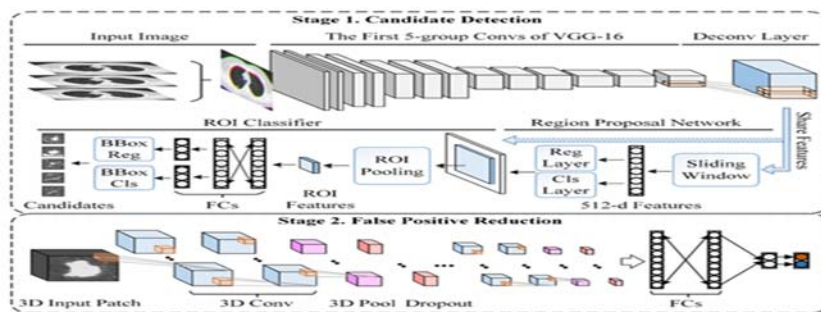 Stage 1. Candidate Detection
Input Image
The First 5-group Convs of VGG-16
Deconv Layer
Share Features
ROI Classifier
Region Proposal Network
BBox Reg
BBox Cls
ROI Pooling
Reg Layer
Cls Layer
Sliding Window
Candidates
FCs
ROI Features
512-d Features
Stage 2. False Positive Reduction
3D Input Patch
3D Conv
3D Pool
Dropout
FCs